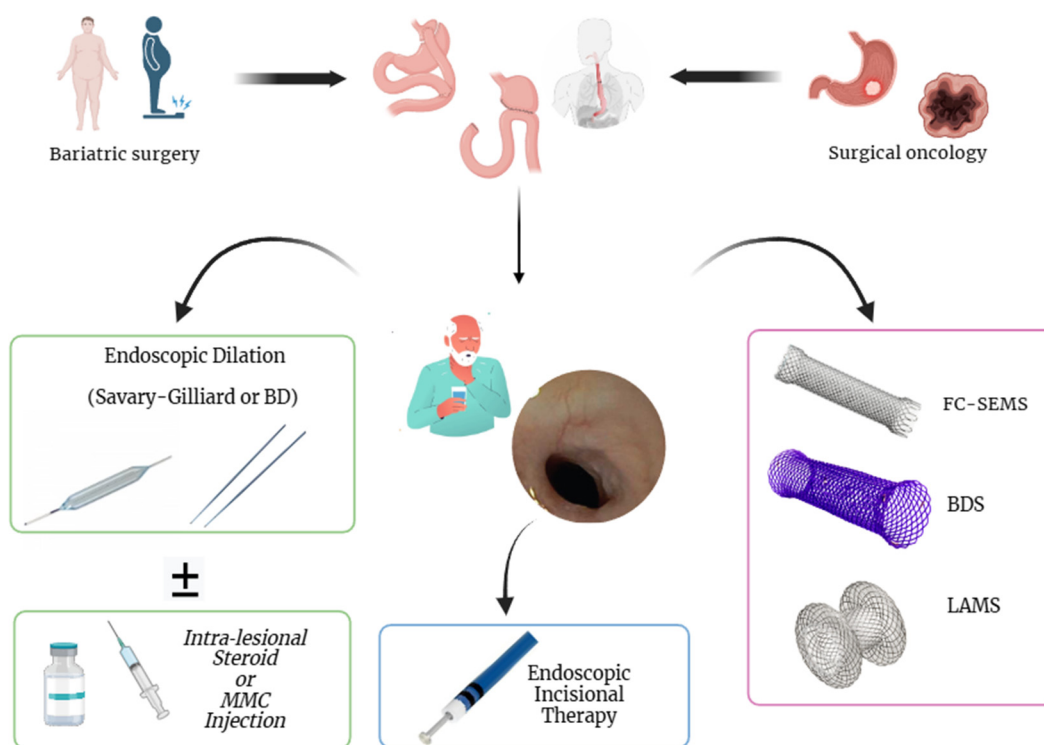 Bariatric surgery
Surgical oncology
Endoscopic Dilation
(Savary-Gilliard or BD)
±
Intra-lesional
Steroid
or
MMC
Injection
Endoscopic
Incisional
Therapy
FC-SEMS
BDS
LAMS